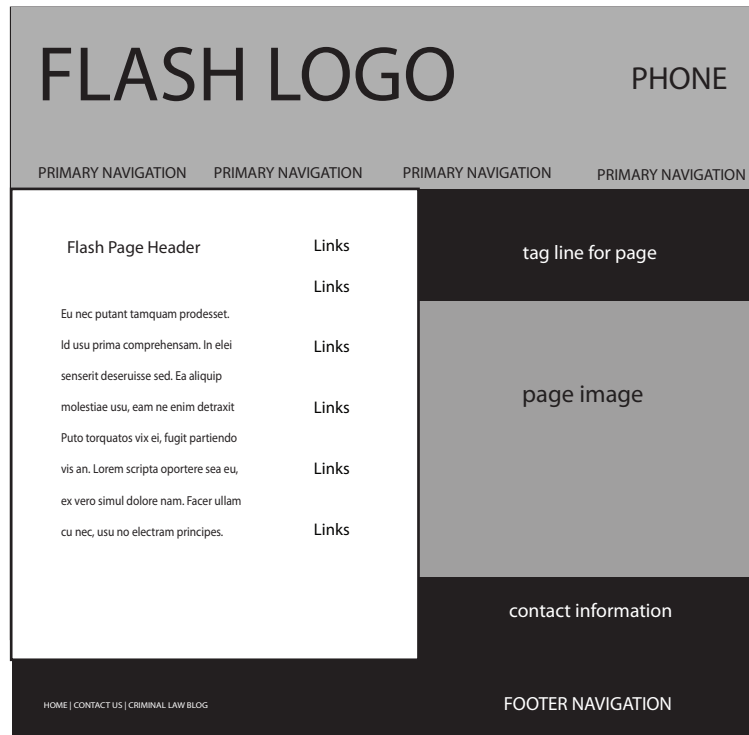 FLASH LOGO
PHONE
PRIMARY NAVIGATION
PRIMARY NAVIGATION
PRIMARY NAVIGATION
PRIMARY NAVIGATION
Flash Page Header
Eu nec putant tamquam prodesset.
Id usu prima comprehensam. In elei
senserit deseruisse sed. Ea aliquip
molestiae usu, eam ne enim detraxit
Puto torquatos vix ei, fugit partiendo
vis an. Lorem scripta oportere sea eu,
ex vero simul dolore nam. Facer ullam
cu nec, usu no electram principes.
Links
Links
Links
Links
Links
Links
tag line for page
page image
contact information
HOME | CONTACT US | CRIMINAL LAW BLOG
FOOTER NAVIGATION